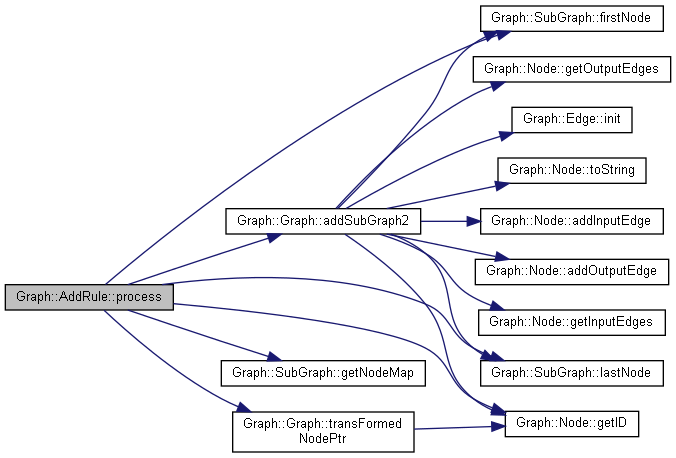 Graph::SubGraph::firstNode
Graph::Node::getOutputEdges
Graph::Edge::init
Graph::Node::toString
Graph::Graph::addSubGraph2
Graph::Node::addInputEdge
Graph::Node::addOutputEdge
Graph::AddRule::process
Graph::Node::getInputEdges
Graph::SubGraph::getNodeMap
Graph::SubGraph::lastNode
Graph::Graph::transFormed
NodePtr
Graph::Node::getID